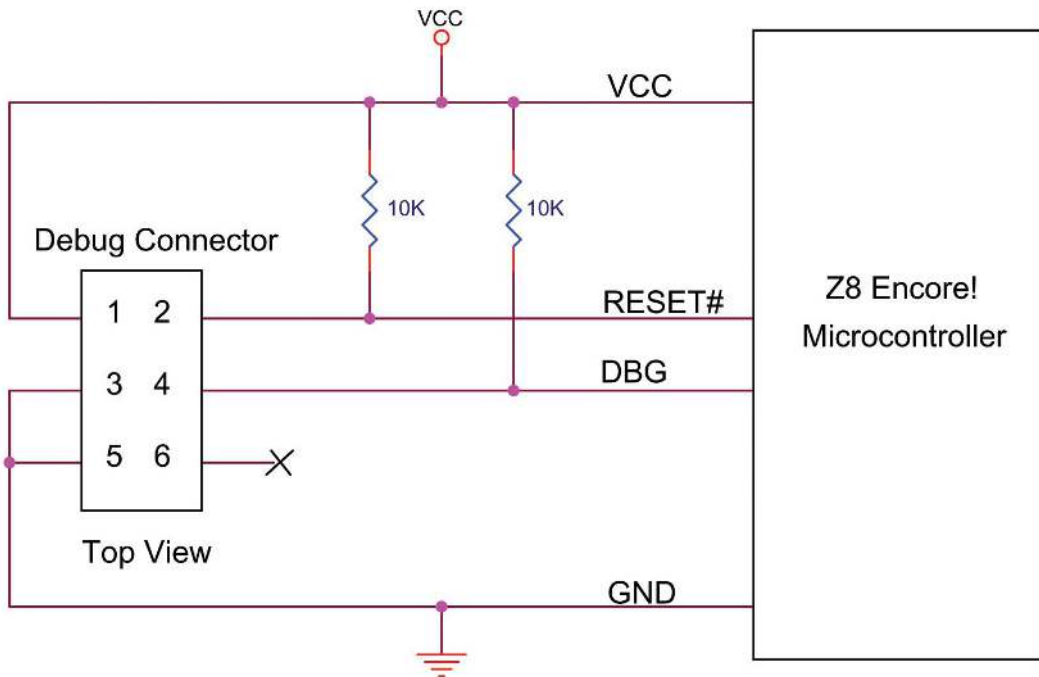 VCC
VCC
10K
10K
Debug Connector
1 2
RESET#
Z8 Encore!
Microcontroller
3 4
DBG
5 6
Top View
GND